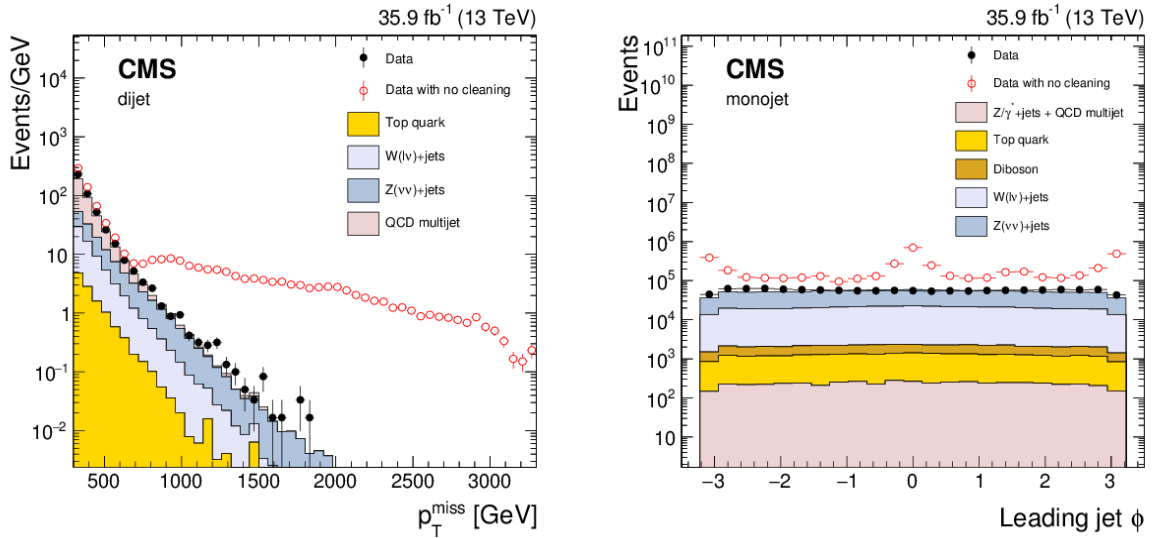 35.9 fb⁻¹ (13 TeV)
Events/GeV
10⁴
10³
10²
10
1
10⁻¹
10⁻²
CMS
dijet
Data
Data with no cleaning
Top quark
W(lν)+jets
Z(νν)+jets
QCD multijet
500 1000 1500 2000 2500 3000
p_T^miss [GeV]
35.9 fb⁻¹ (13 TeV)
Events
10¹¹
10¹⁰
10⁹
10⁸
10⁷
10⁶
10⁵
10⁴
10³
10²
10
CMS
monojet
Data
Data with no cleaning
Z/γ*+jets + QCD multijet
Top quark
Diboson
W(lν)+jets
Z(νν)+jets
−3 −2 −1 0 1 2 3
Leading jet ϕ